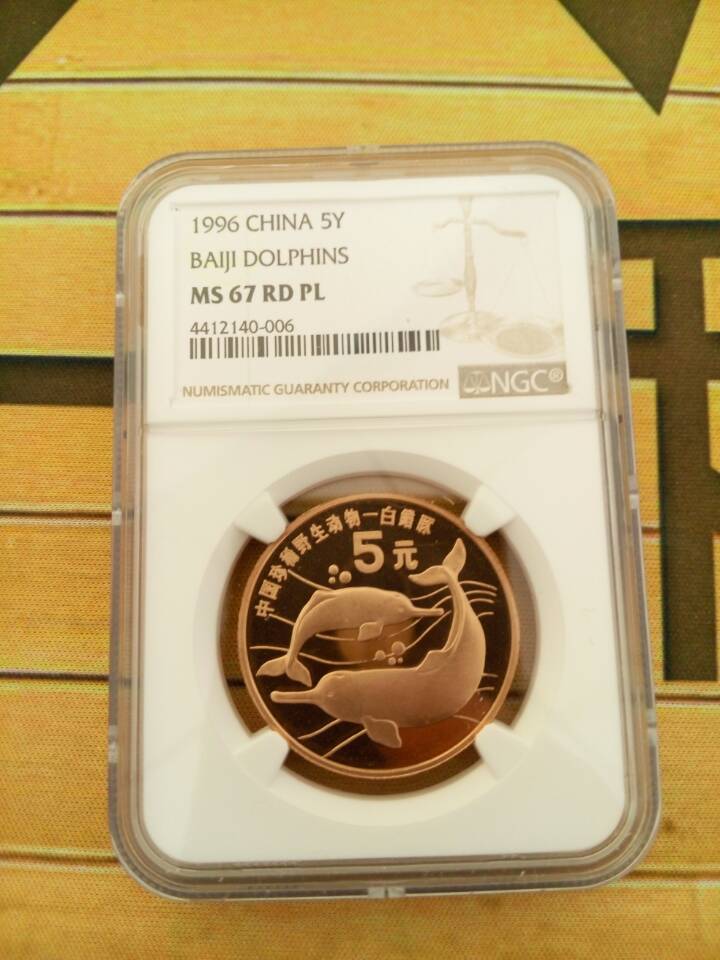 1996 CHINA 5Y
BAIJI DOLPHINS
MS 67 RD PL
4412140-006
NUMISMATIC GUARANTY CORPORATION
NGC®
中国珍稀野生动物—白鱀豚
5元